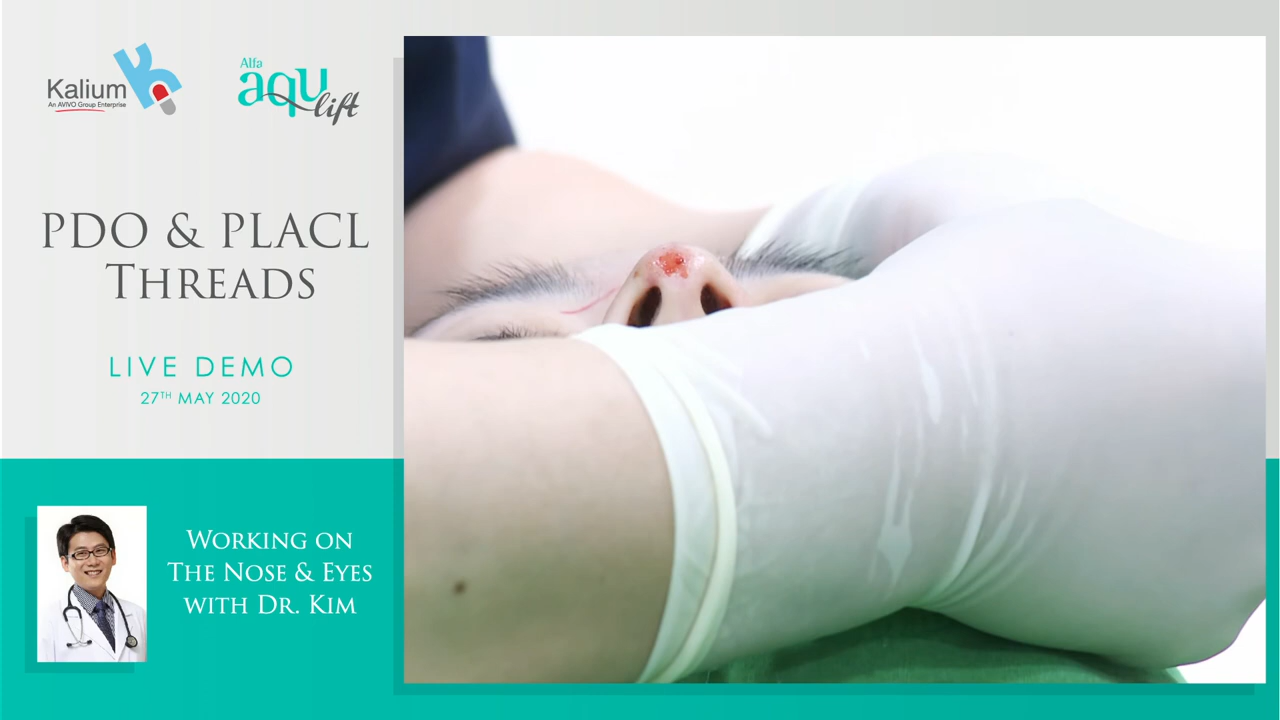 Kalium
An AVIVO Group Enterprise
Alfa
aqu
lift
PDO & PLACL
THREADS
LIVE DEMO
27TH MAY 2020
WORKING ON
THE NOSE & EYES
WITH DR. KIM